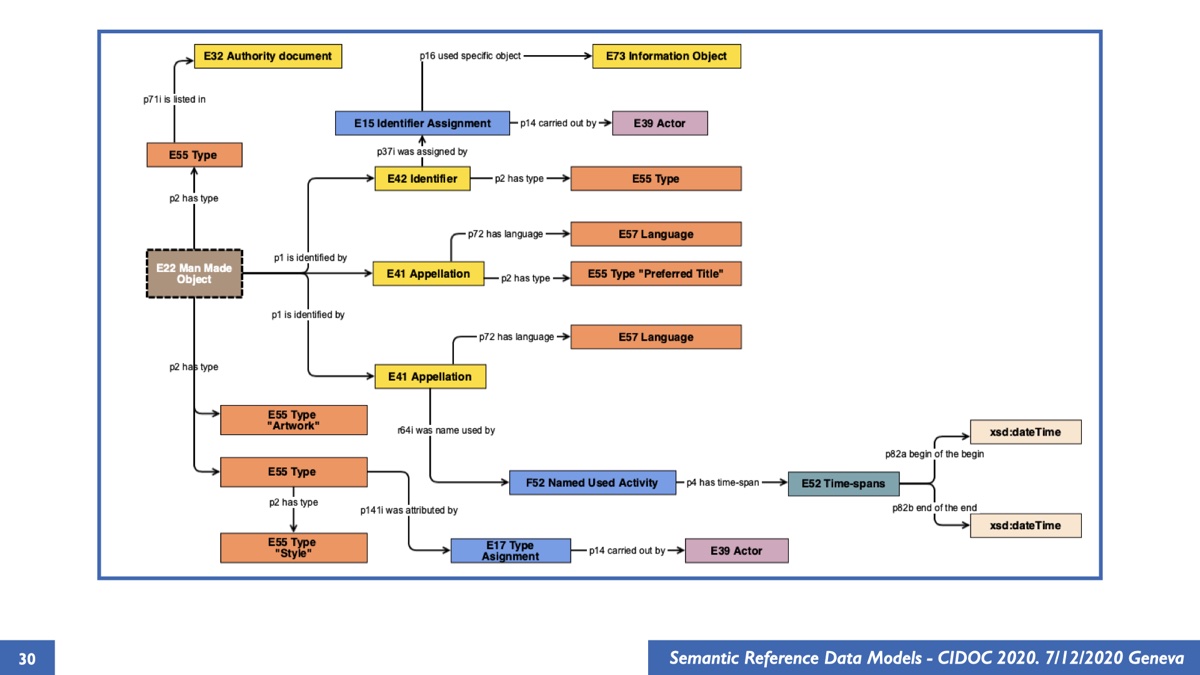 E32 Authority document
p16 used specific object
E73 Information Object
p71i is listed in
E15 Identifier Assignment
p14 carried out by
E39 Actor
E55 Type
p37i was assigned by
E42 Identifier
p2 has type
E55 Type
p2 has type
p72 has language
E57 Language
E22 Man Made
Object
p1 is identified by
E41 Appellation
p2 has type
E55 Type "Preferred Title"
p1 is identified by
p72 has language
E57 Language
p2 has type
E41 Appellation
E55 Type
"Artwork"
r64i was name used by
xsd:dateTime
p82a begin of the begin
E55 Type
F52 Named Used Activity
p4 has time-span
E52 Time-spans
p2 has type
p141i was attributed by
p82b end of the end
xsd:dateTime
E55 Type
"Style"
E17 Type
Asignment
p14 carried out by
E39 Actor
30
Semantic Reference Data Models - CIDOC 2020. 7/12/2020 Geneva